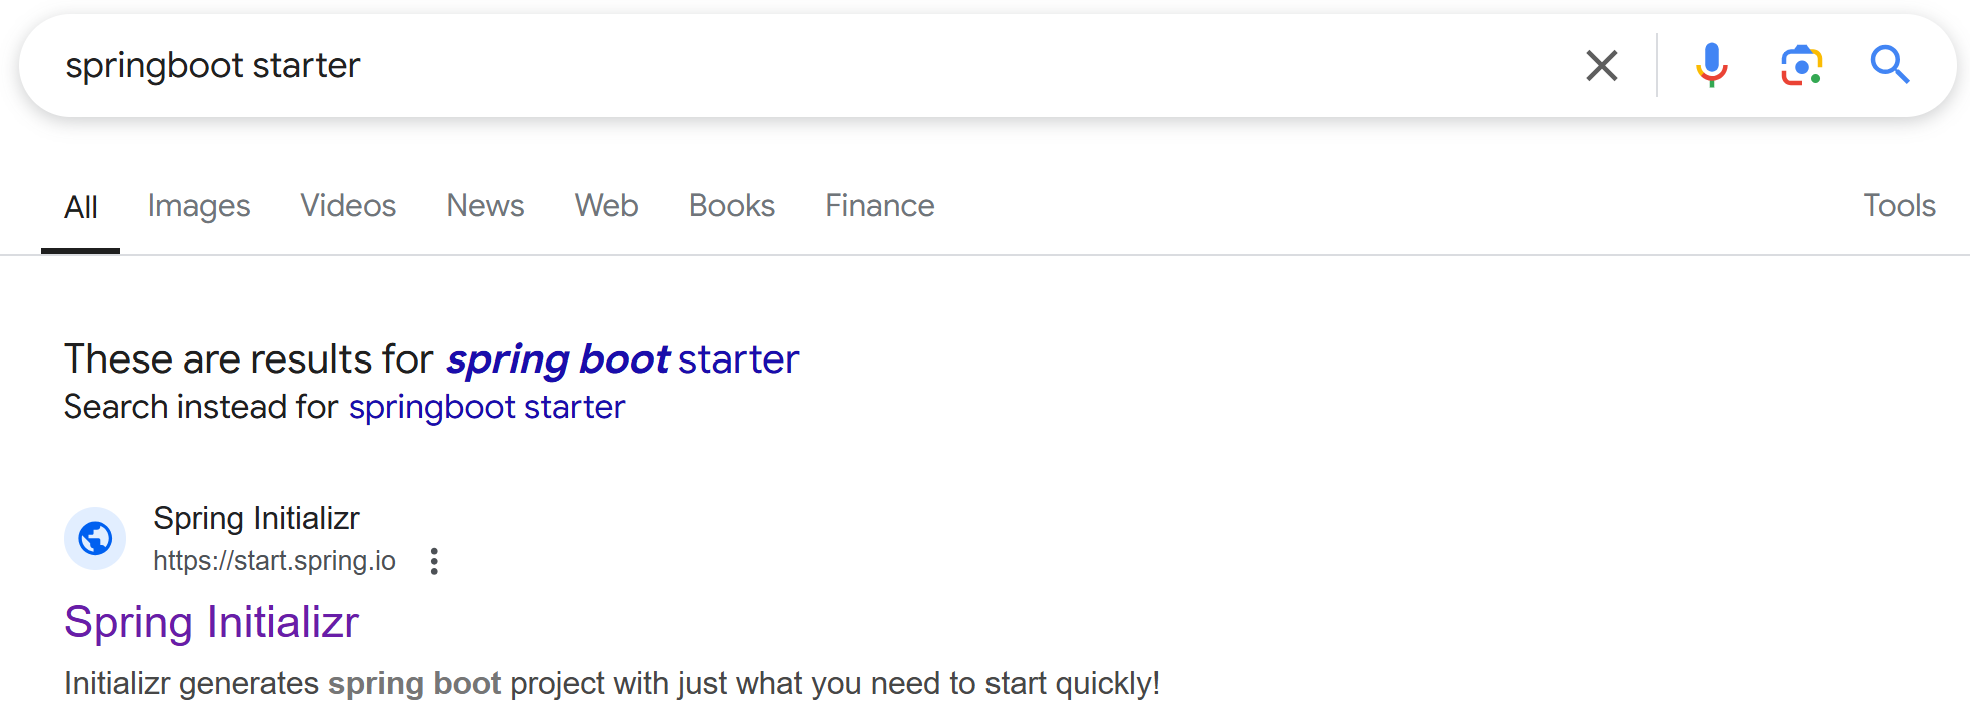 springboot starter
All Images Videos News Web Books Finance Tools
These are results for spring boot starter
Search instead for springboot starter
Spring Initializr
https://start.spring.io
Spring Initializr
Initializr generates spring boot project with just what you need to start quickly!